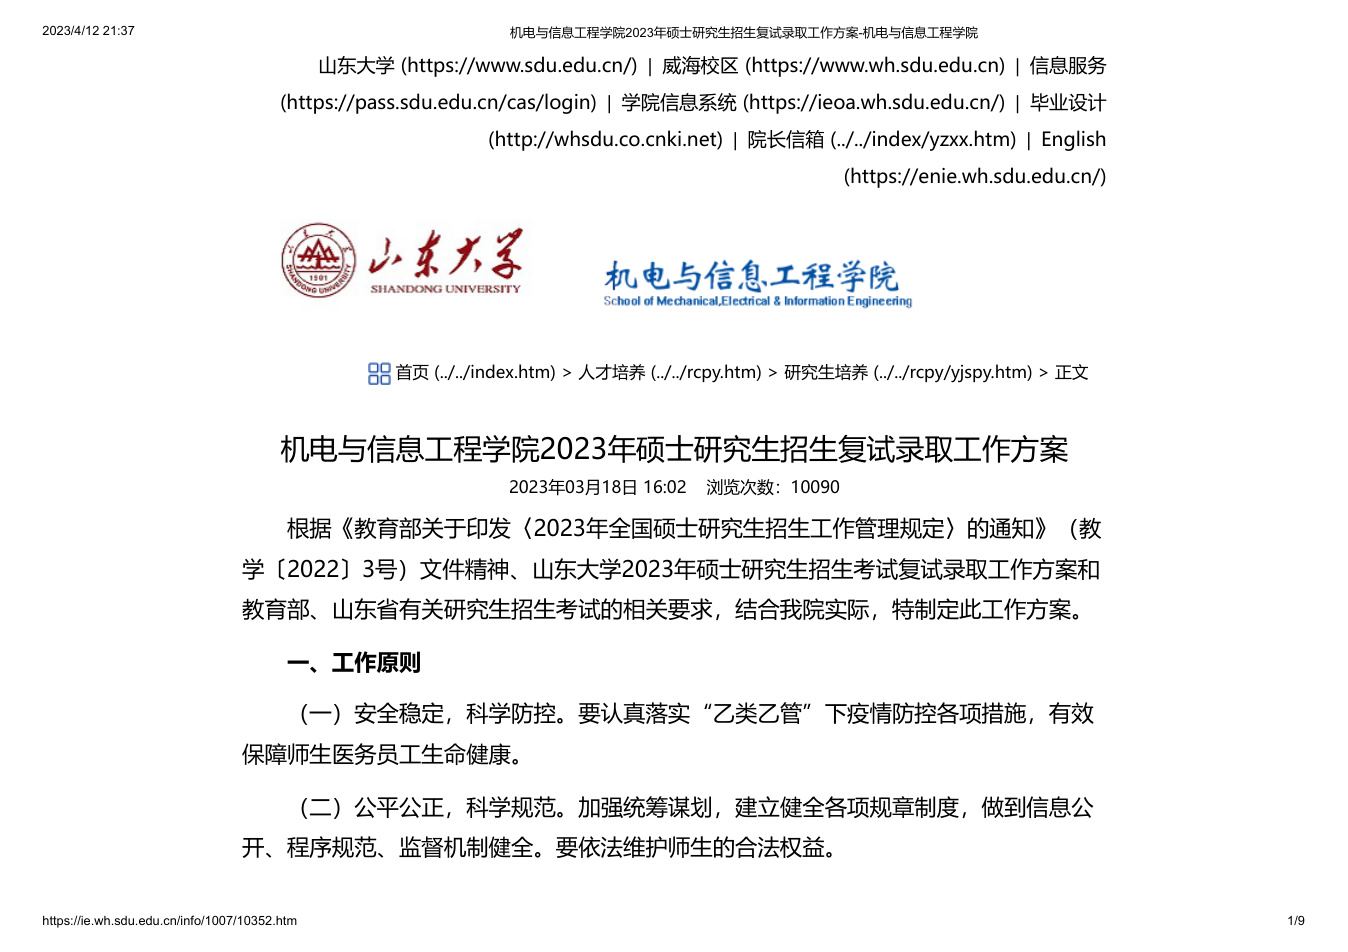 2023/4/12 21:37
机电与信息工程学院2023年硕士研究生招生复试录取工作方案-机电与信息工程学院
山东大学 (https://www.sdu.edu.cn/) | 威海校区 (https://www.wh.sdu.edu.cn) | 信息服务
(https://pass.sdu.edu.cn/cas/login) | 学院信息系统 (https://ieoa.wh.sdu.edu.cn/) | 毕业设计
(http://whsdu.co.cnki.net) | 院长信箱 (../../index/yzxx.htm) | English
(https://enie.wh.sdu.edu.cn/)
山东大学
SHANDONG UNIVERSITY
山东大学
1901
SHANDONG UNIVERSITY
机电与信息工程学院
School of Mechanical,Electrical & Information Engineering
首页 (../../index.htm) > 人才培养 (../../rcpy.htm) > 研究生培养 (../../rcpy/yjspy.htm) > 正文
机电与信息工程学院2023年硕士研究生招生复试录取工作方案
2023年03月18日 16:02 浏览次数：10090
根据《教育部关于印发〈2023年全国硕士研究生招生工作管理规定〉的通知》（教
学〔2022〕3号）文件精神、山东大学2023年硕士研究生招生考试复试录取工作方案和
教育部、山东省有关研究生招生考试的相关要求，结合我院实际，特制定此工作方案。
一、工作原则
（一）安全稳定，科学防控。要认真落实“乙类乙管”下疫情防控各项措施，有效
保障师生医务员工生命健康。
（二）公平公正，科学规范。加强统筹谋划，建立健全各项规章制度，做到信息公
开、程序规范、监督机制健全。要依法维护师生的合法权益。
https://ie.wh.sdu.edu.cn/info/1007/10352.htm
1/9